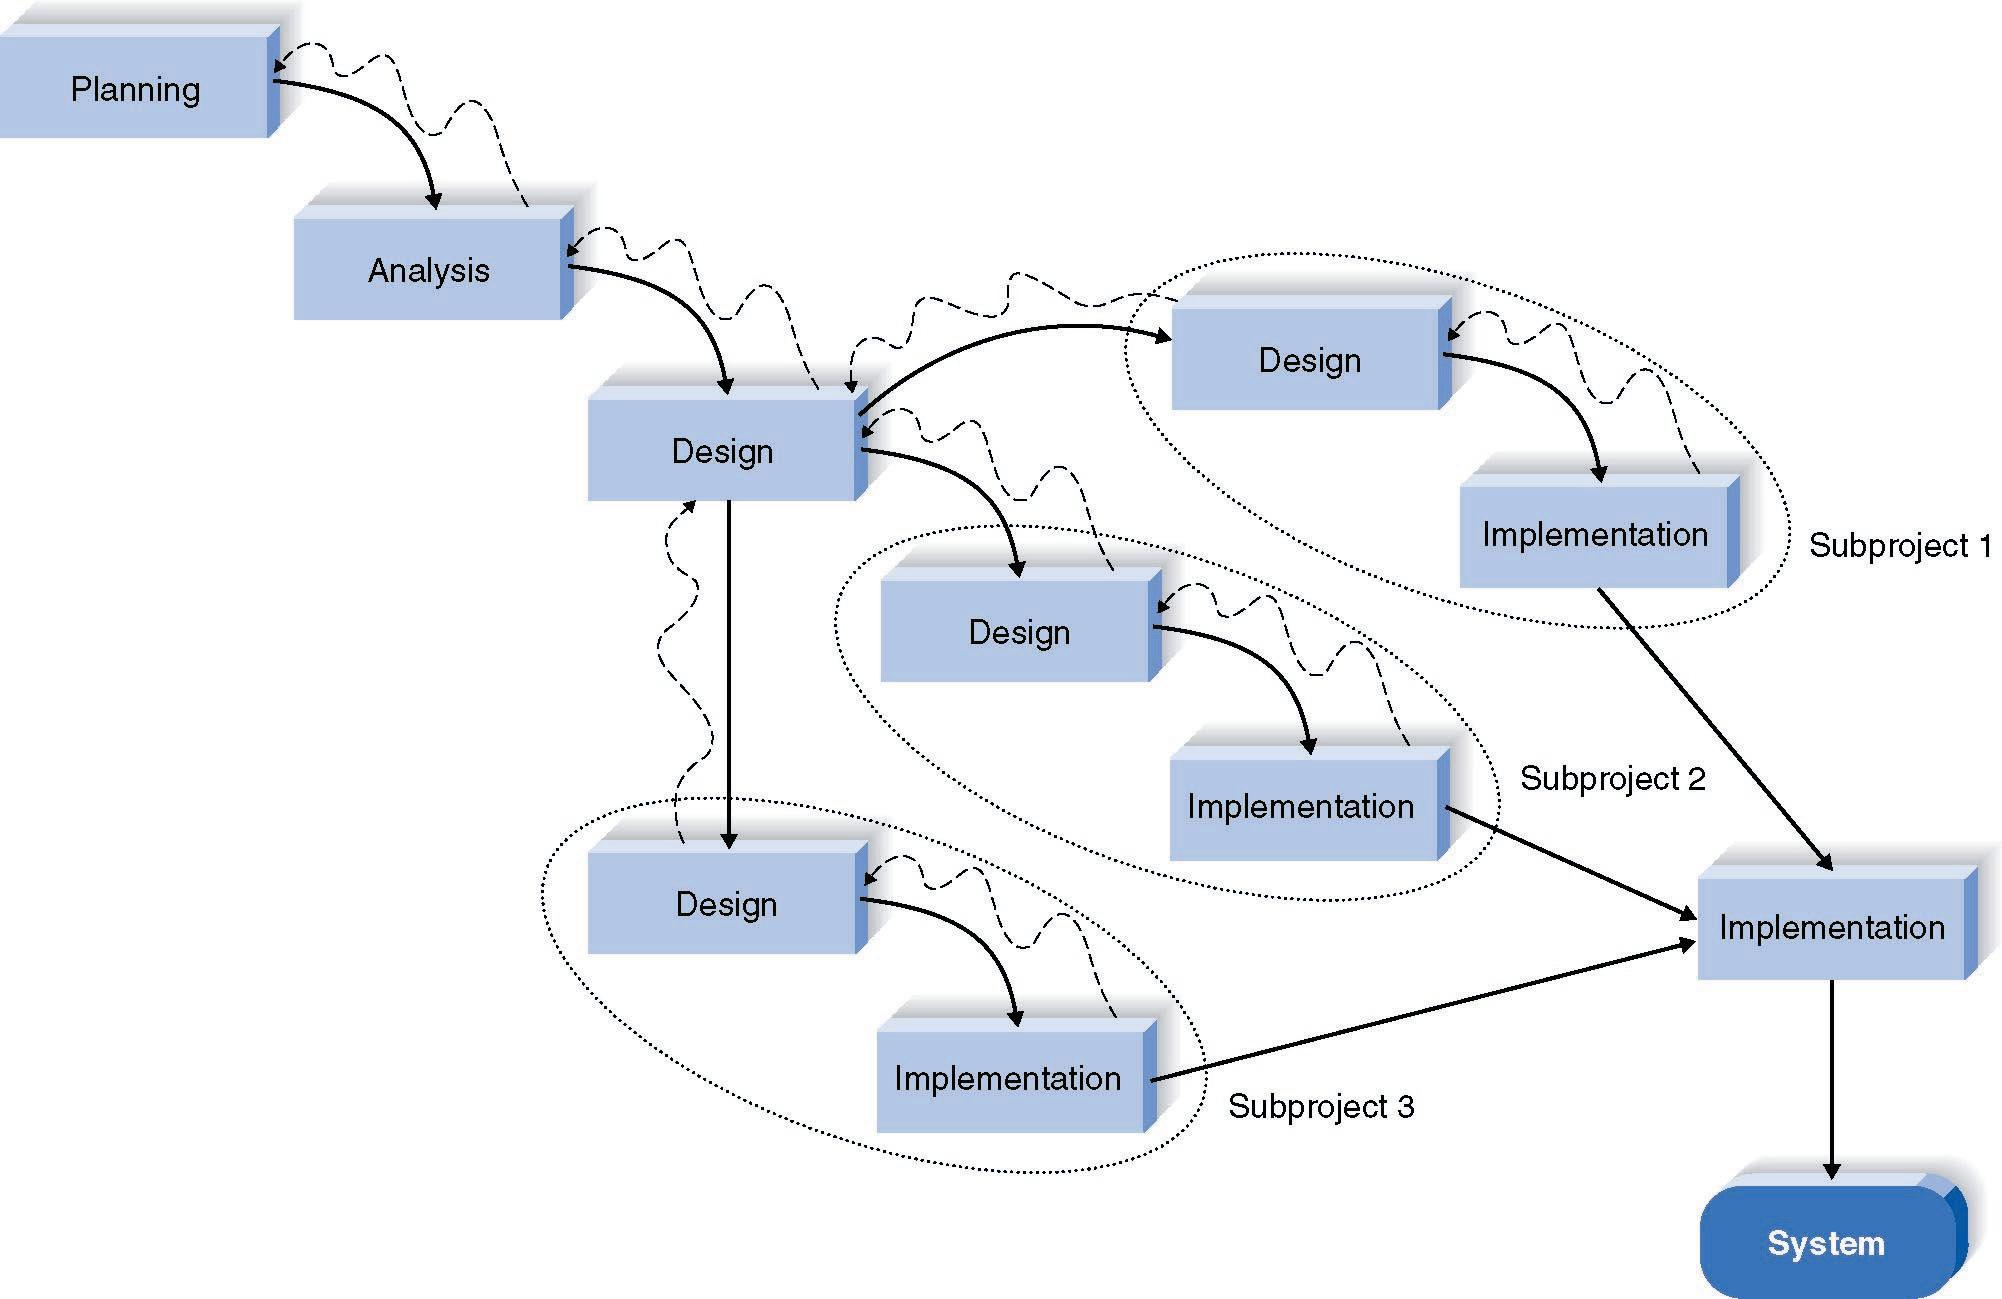 Planning
Analysis
Design
Design
Implementation
Subproject 1
Design
Implementation
Subproject 2
Design
Implementation
Subproject 3
Implementation
System